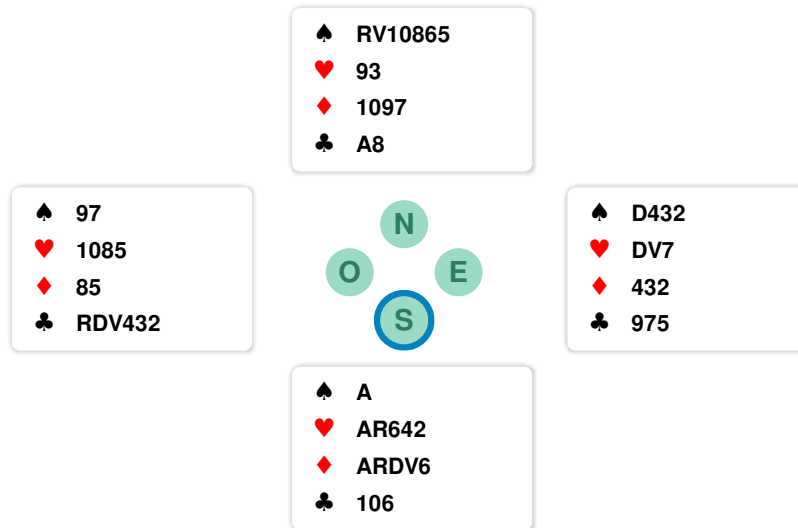 ♠ RV10865
♥ 93
♦ 1097
♣ A8
♠ 97
♥ 1085
♦ 85
♣ RDV432
N
O E
S
♠ D432
♥ DV7
♦ 432
♣ 975
♠ A
♥ AR642
♦ ARDV6
♣ 106